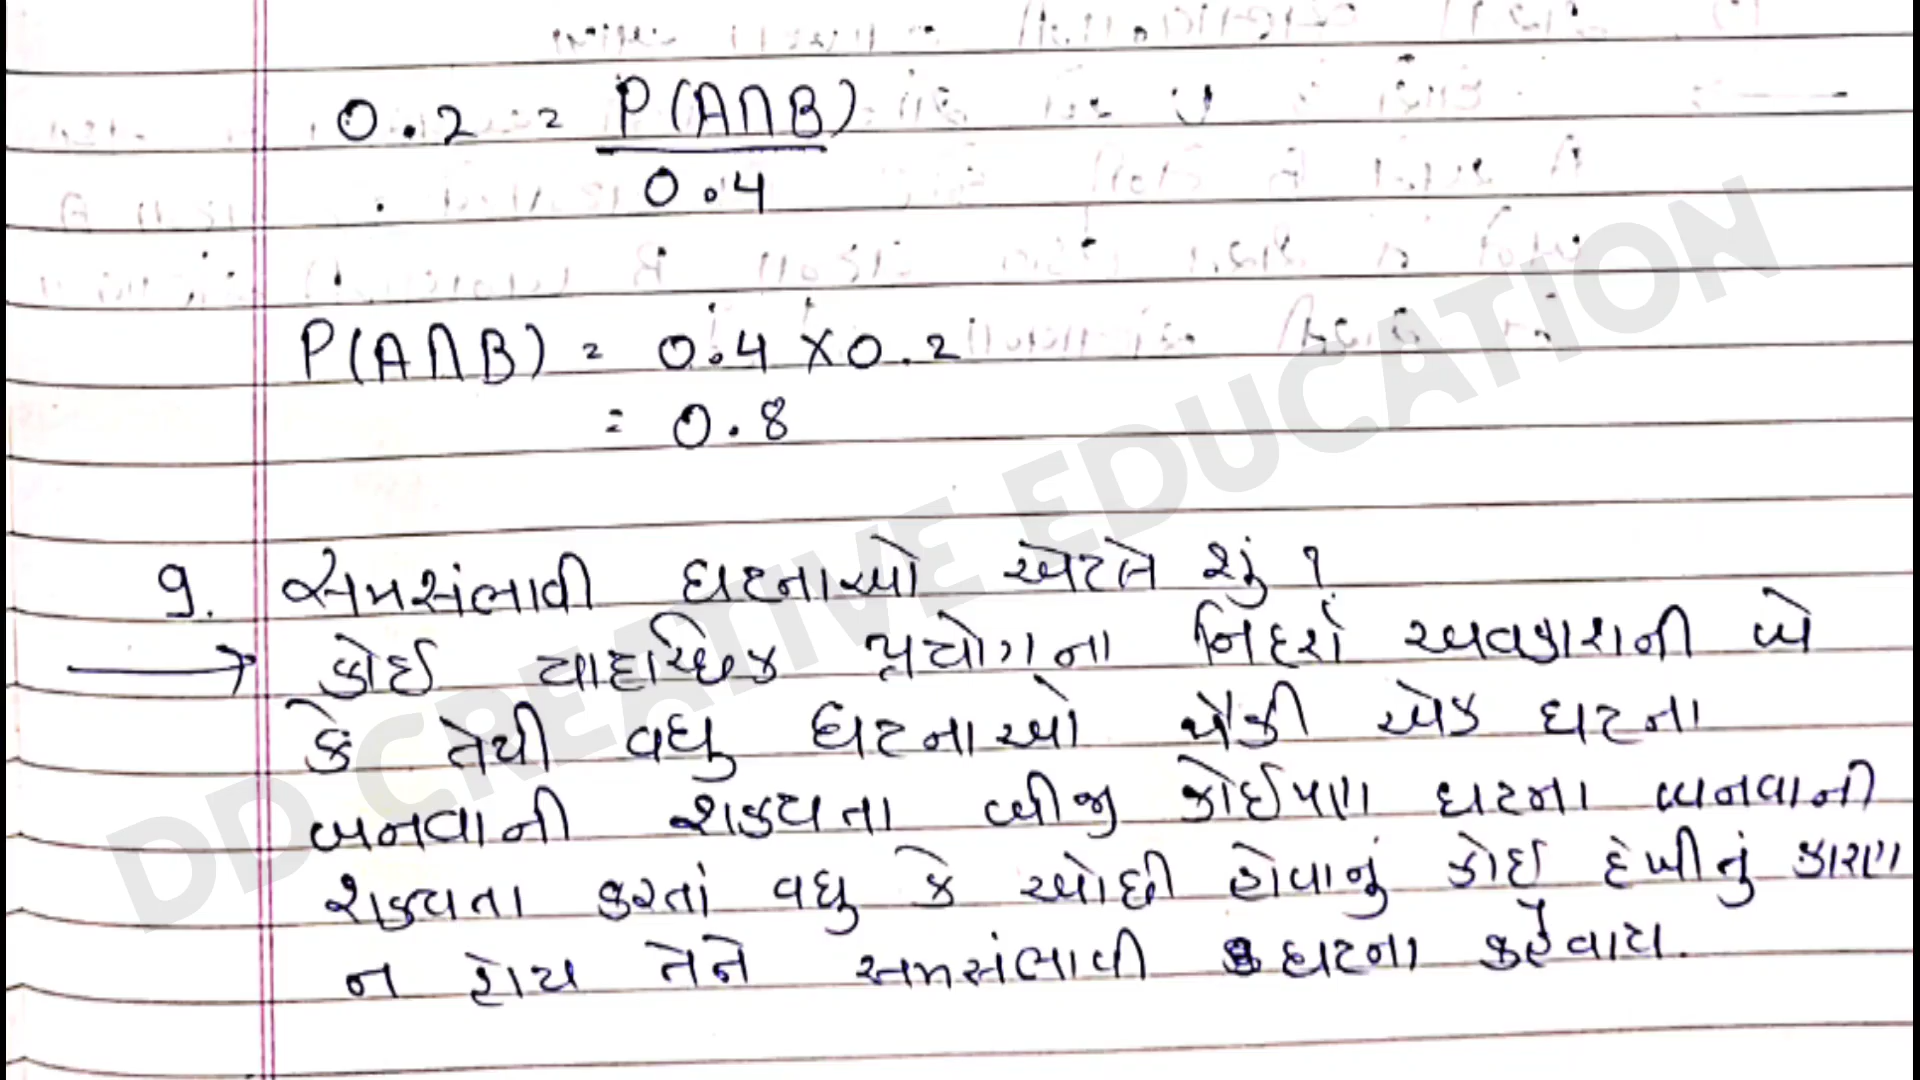 0.2 = P(A∩B)
0.4
P(A∩B) = 0.4 X 0.2
= 0.8
9. સમસંભાવી ઘટનાઓ એટલે શું ?
→ કોઈ યાદચ્છિક પ્રયોગના નિદર્શ અવકાશની બે
કે તેથી વધુ ઘટનાઓ પૈકી એક ઘટના
બનવાની શક્યતા બીજી કોઈપણ ઘટના બનવાની
શક્યતા કરતાં વધુ કે ઓછી હોવાનું કોઈ દેખીતું કારણ
ન હોય તેને સમસંભાવી ઘટના કહેવાય.
DD CREATIVE EDUCATION